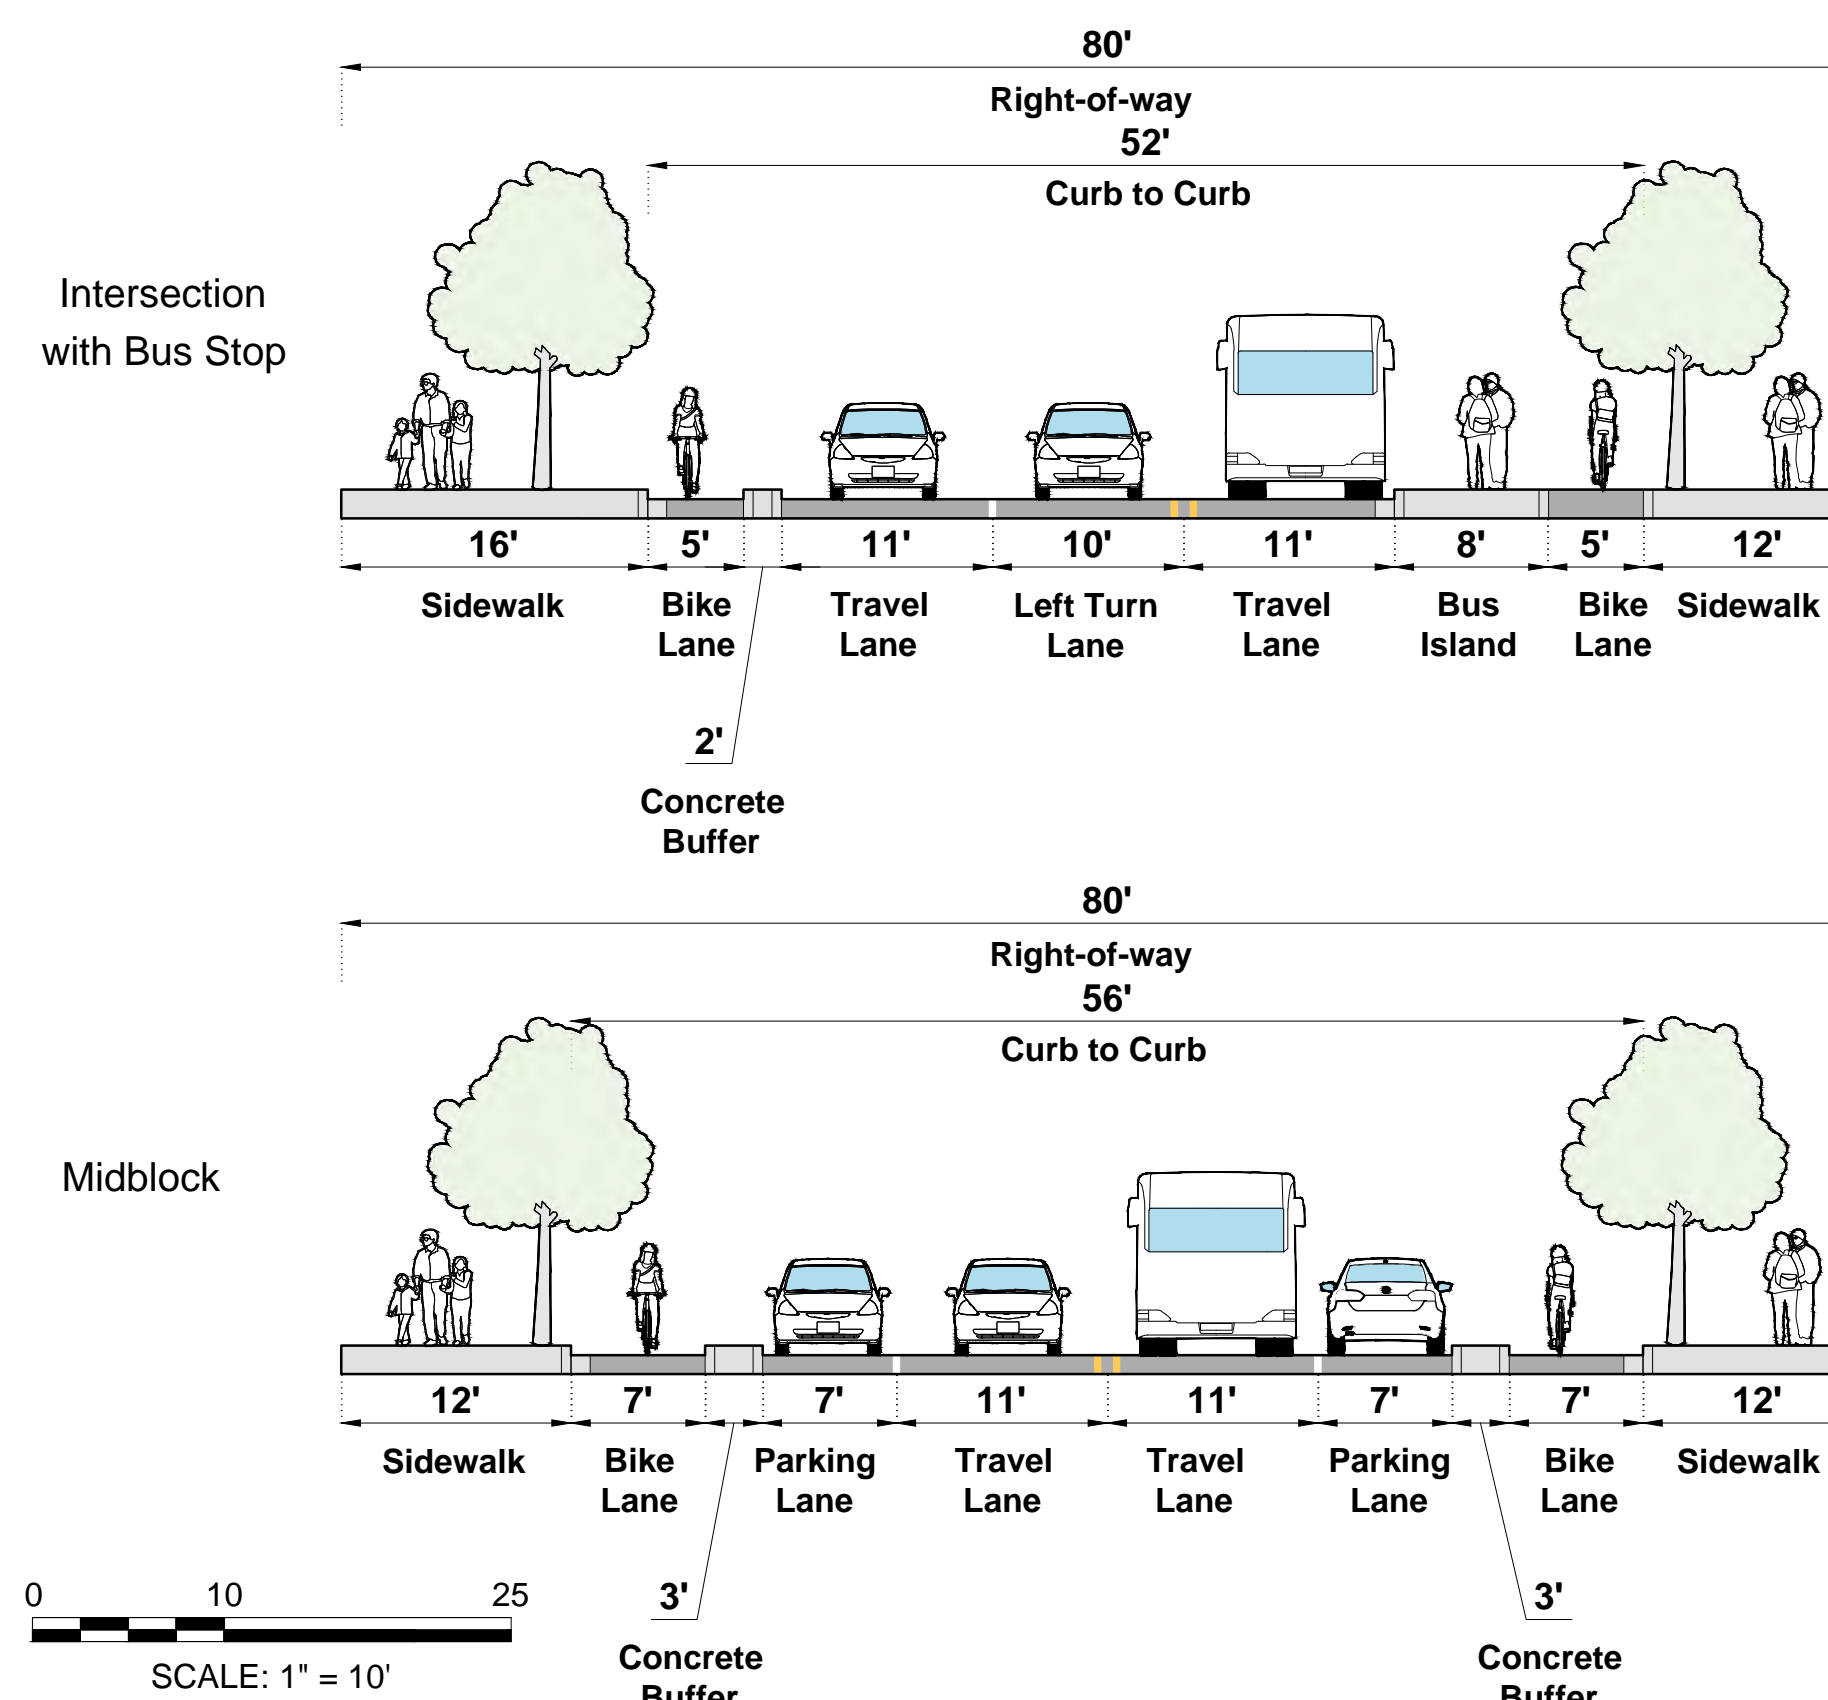 80'
Right-of-way
52'
Curb to Curb
Intersection
with Bus Stop
16' 5' 11' 10' 11' 8' 5' 12'
Sidewalk Bike Travel Left Turn Travel Bus Bike Sidewalk
Lane Lane Lane Lane Island Lane
2'
Concrete
Buffer
80'
Right-of-way
56'
Curb to Curb
Midblock
12' 7' 7' 11' 11' 7' 7' 12'
Sidewalk Bike Parking Travel Travel Parking Bike Sidewalk
Lane Lane Lane Lane Lane Lane
3' 3'
0 10 25
Concrete Concrete
SCALE: 1" = 10'
Buffer Buffer